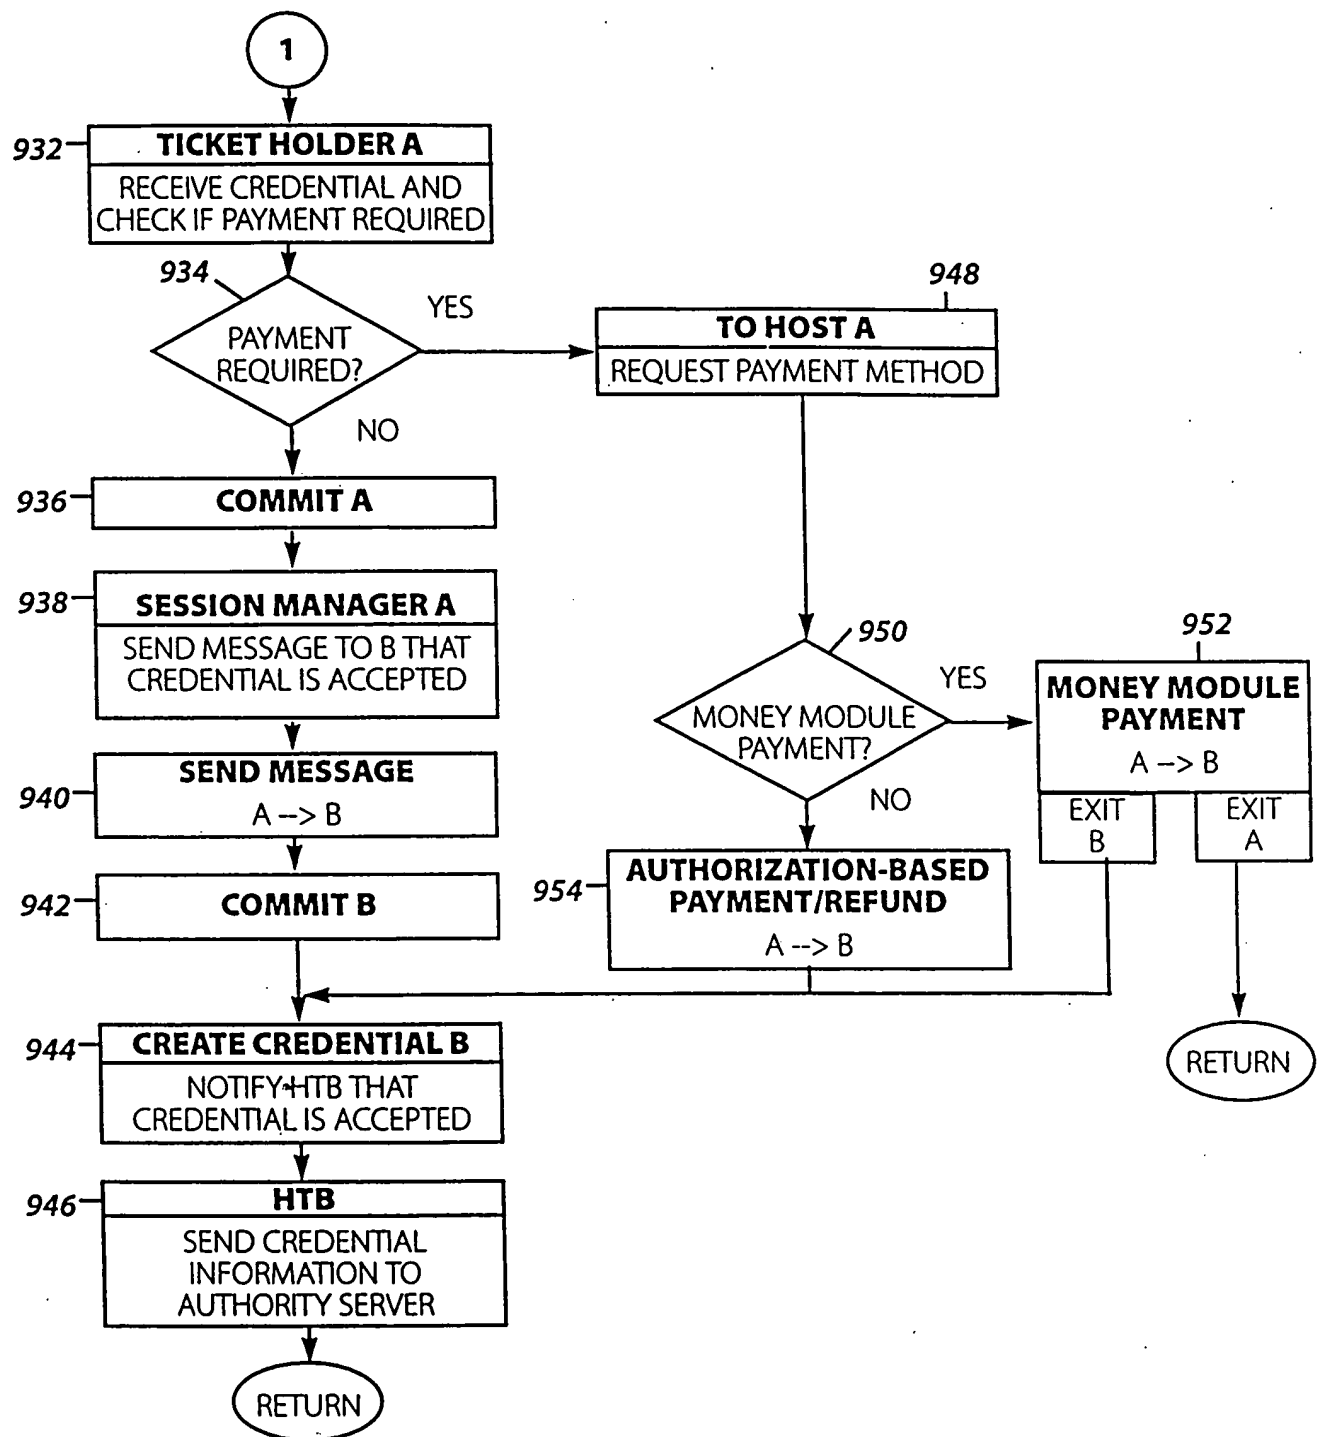 1
932
TICKET HOLDER A
RECEIVE CREDENTIAL AND
CHECK IF PAYMENT REQUIRED
934
PAYMENT
REQUIRED?
YES
NO
948
TO HOST A
REQUEST PAYMENT METHOD
936
COMMIT A
938
SESSION MANAGER A
SEND MESSAGE TO B THAT
CREDENTIAL IS ACCEPTED
940
SEND MESSAGE
A --> B
942
COMMIT B
950
MONEY MODULE
PAYMENT?
YES
NO
952
MONEY MODULE
PAYMENT
A --> B
EXIT
B
EXIT
A
954
AUTHORIZATION-BASED
PAYMENT/REFUND
A --> B
RETURN
944
CREATE CREDENTIAL B
NOTIFY HTB THAT
CREDENTIAL IS ACCEPTED
946
HTB
SEND CREDENTIAL
INFORMATION TO
AUTHORITY SERVER
RETURN